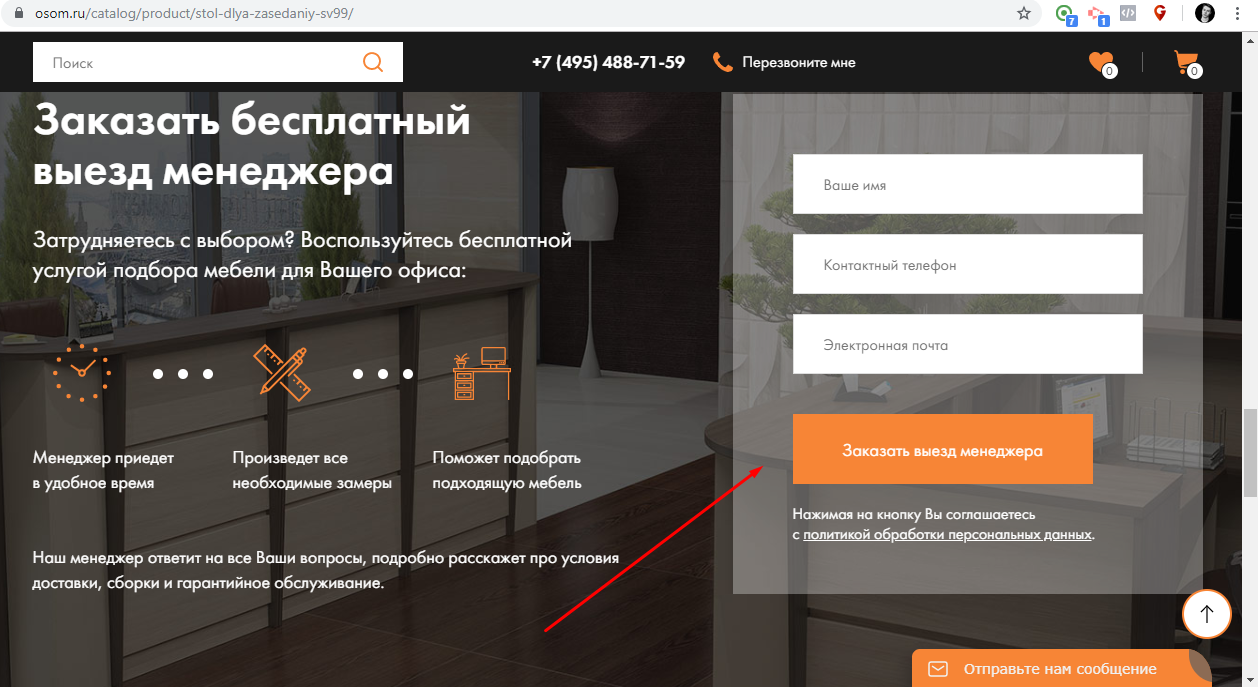 osom.ru/catalog/product/stol-dlya-zasedaniy-sv99/
7
1
Поиск
+7 (495) 488-71-59
Перезвоните мне
0
0
Заказать бесплатный
выезд менеджера
Затрудняетесь с выбором? Воспользуйтесь бесплатной
услугой подбора мебели для Вашего офиса:
Менеджер приедет
в удобное время
Произведет все
необходимые замеры
Поможет подобрать
подходящую мебель
Наш менеджер ответит на все Ваши вопросы, подробно расскажет про условия
доставки, сборки и гарантийное обслуживание.
Ваше имя
Контактный телефон
Электронная почта
Заказать выезд менеджера
Нажимая на кнопку Вы соглашаетесь
с политикой обработки персональных данных.
Отправьте нам сообщение